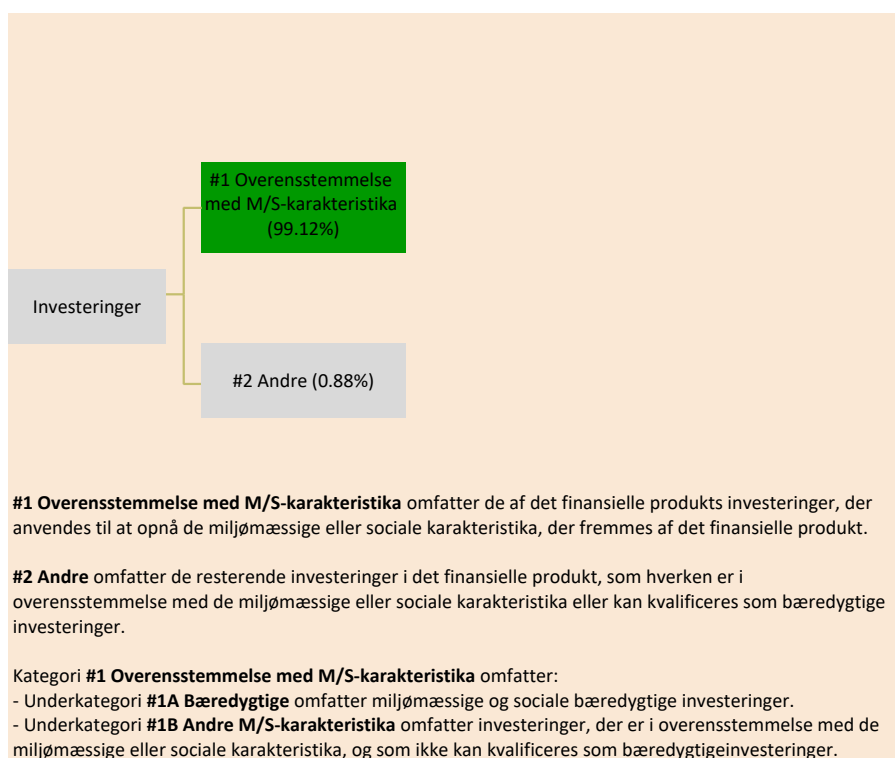 #1 Overensstemmelse
med M/S-karakteristika
(99.12%)
Investeringer
#2 Andre (0.88%)
#1 Overensstemmelse med M/S-karakteristika omfatter de af det finansielle produkts investeringer, der
anvendes til at opnå de miljømæssige eller sociale karakteristika, der fremmes af det finansielle produkt.
#2 Andre omfatter de resterende investeringer i det finansielle produkt, som hverken er i
overensstemmelse med de miljømæssige eller sociale karakteristika eller kan kvalificeres som bæredygtige
investeringer.
Kategori #1 Overensstemmelse med M/S-karakteristika omfatter:
- Underkategori #1A Bæredygtige omfatter miljømæssige og sociale bæredygtige investeringer.
- Underkategori #1B Andre M/S-karakteristika omfatter investeringer, der er i overensstemmelse med de
miljømæssige eller sociale karakteristika, og som ikke kan kvalificeres som bæredygtigeinvesteringer.